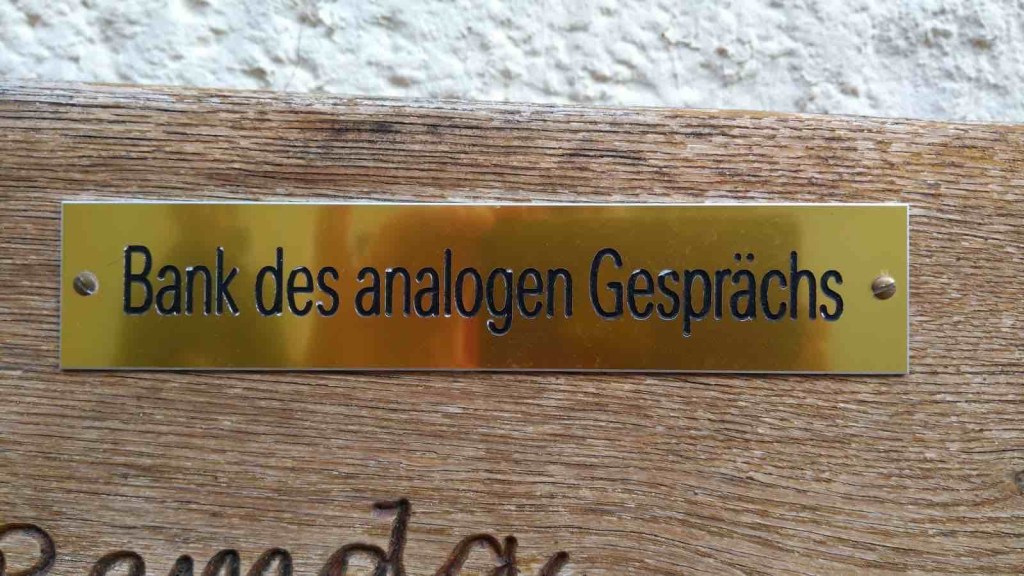 Bank des analogen Gesprächs